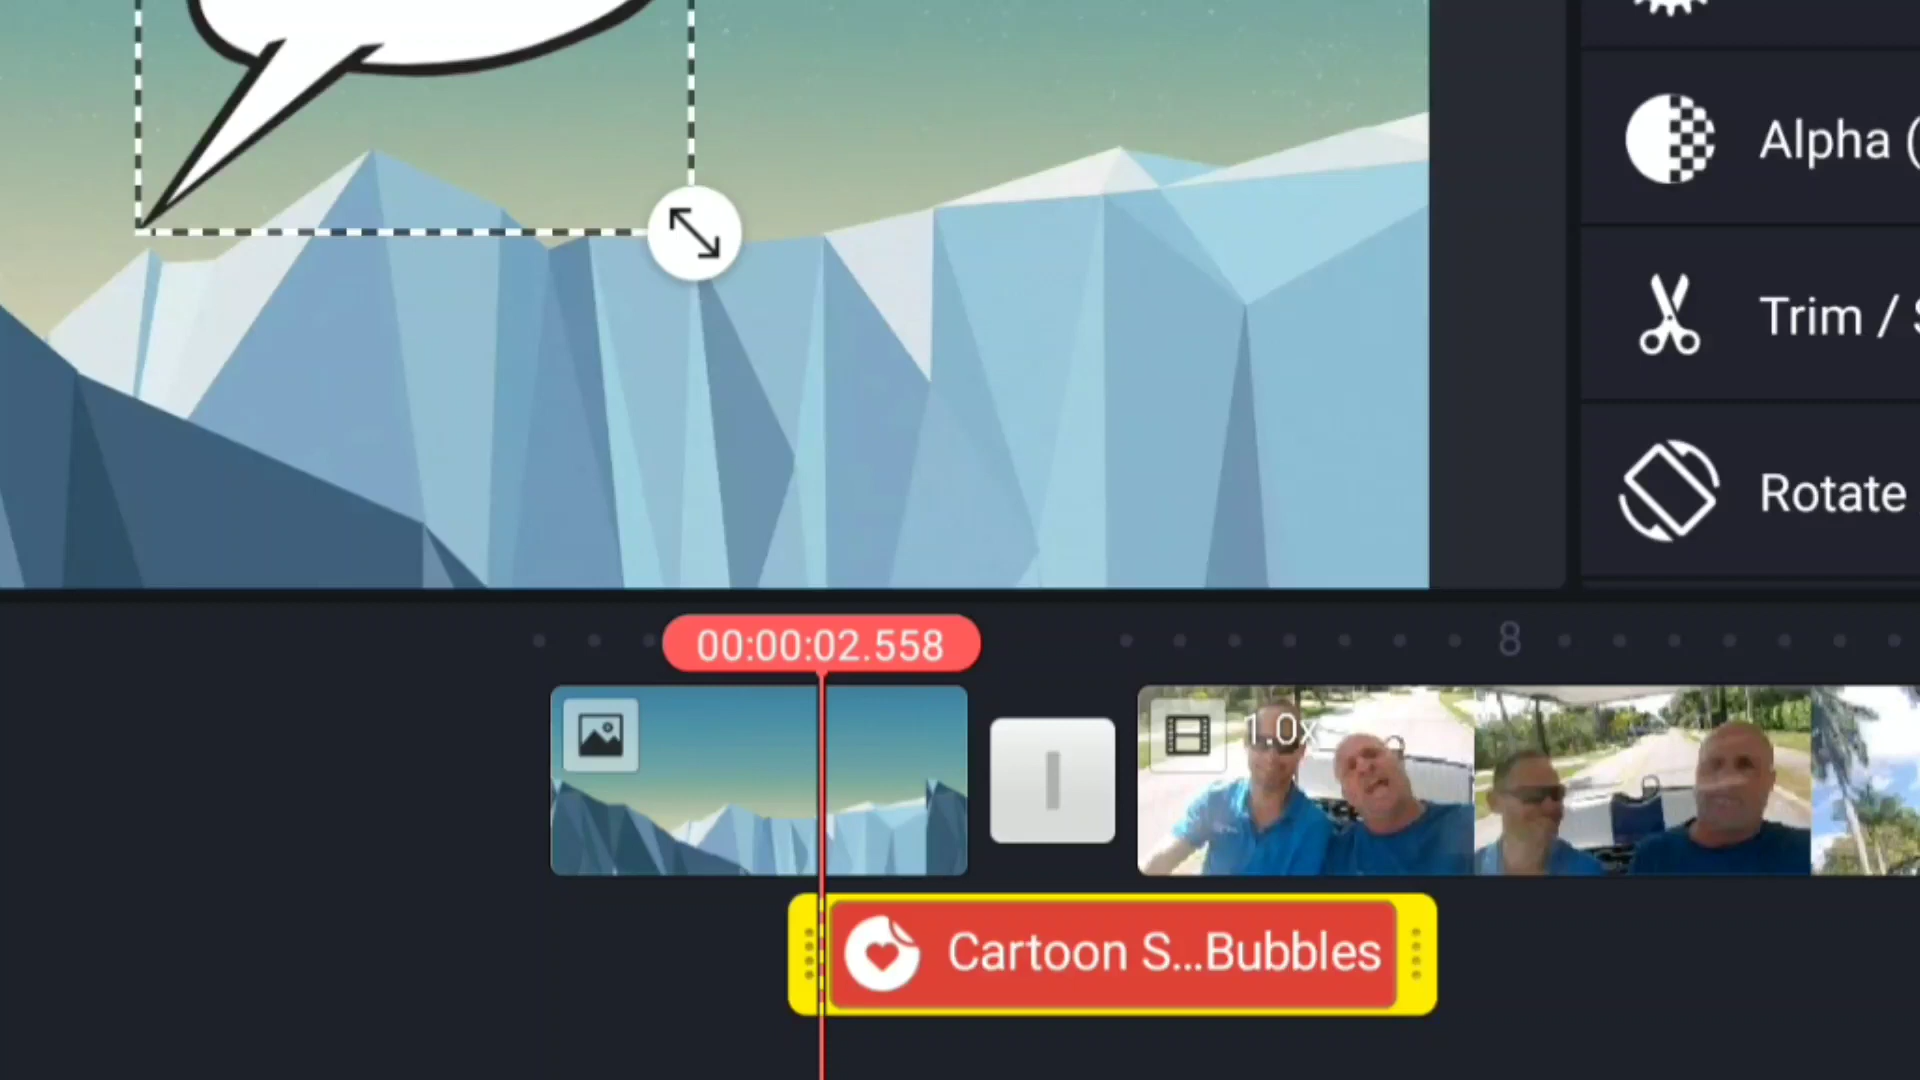 Alpha (
Trim / S
Rotate
00:00:02.558
8
1.0x
Cartoon S...Bubbles